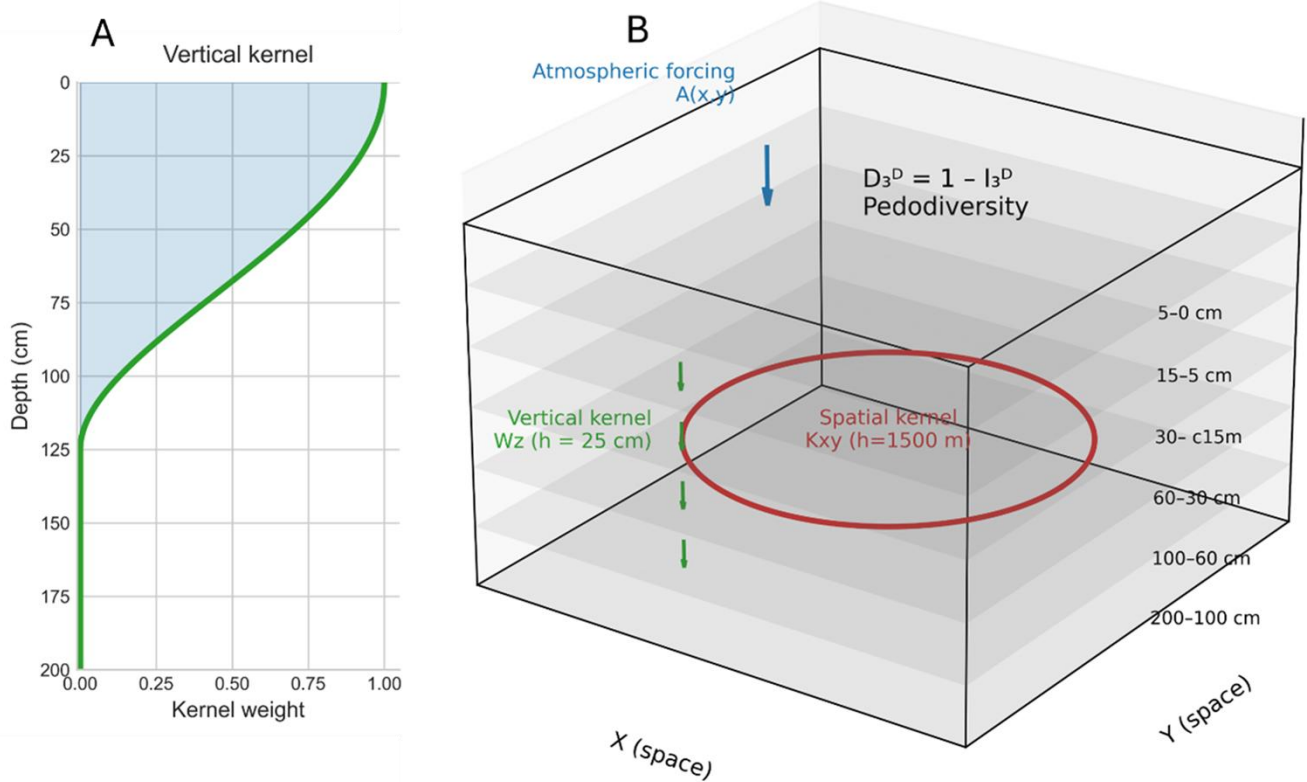 A
Vertical kernel
0
25
50
75
100
125
150
175
200
Depth (cm)
0.00 0.25 0.50 0.75 1.00
Kernel weight
B
Atmospheric forcing
A(x,y)
D₃ᴰ = 1 – I₃ᴰ
Pedodiversity
5–0 cm
15–5 cm
30– c15m
60–30 cm
100–60 cm
200–100 cm
Vertical kernel
Wz (h = 25 cm)
Spatial kernel
Kxy (h=1500 m)
X (space)
Y (space)